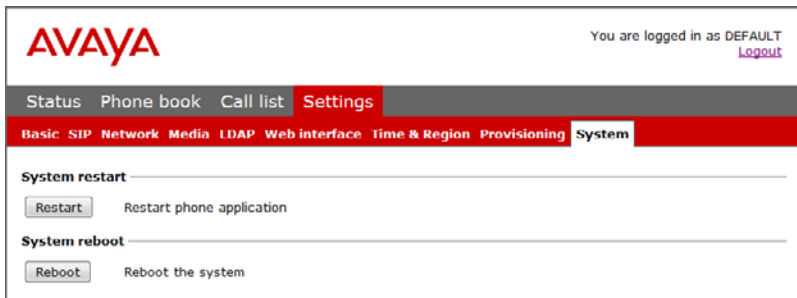 AVAYA
You are logged in as DEFAULT
Logout
Status Phone book Call list Settings
Basic SIP Network Media LDAP Web interface Time & Region Provisioning System
System restart
Restart Restart phone application
System reboot
Reboot Reboot the system